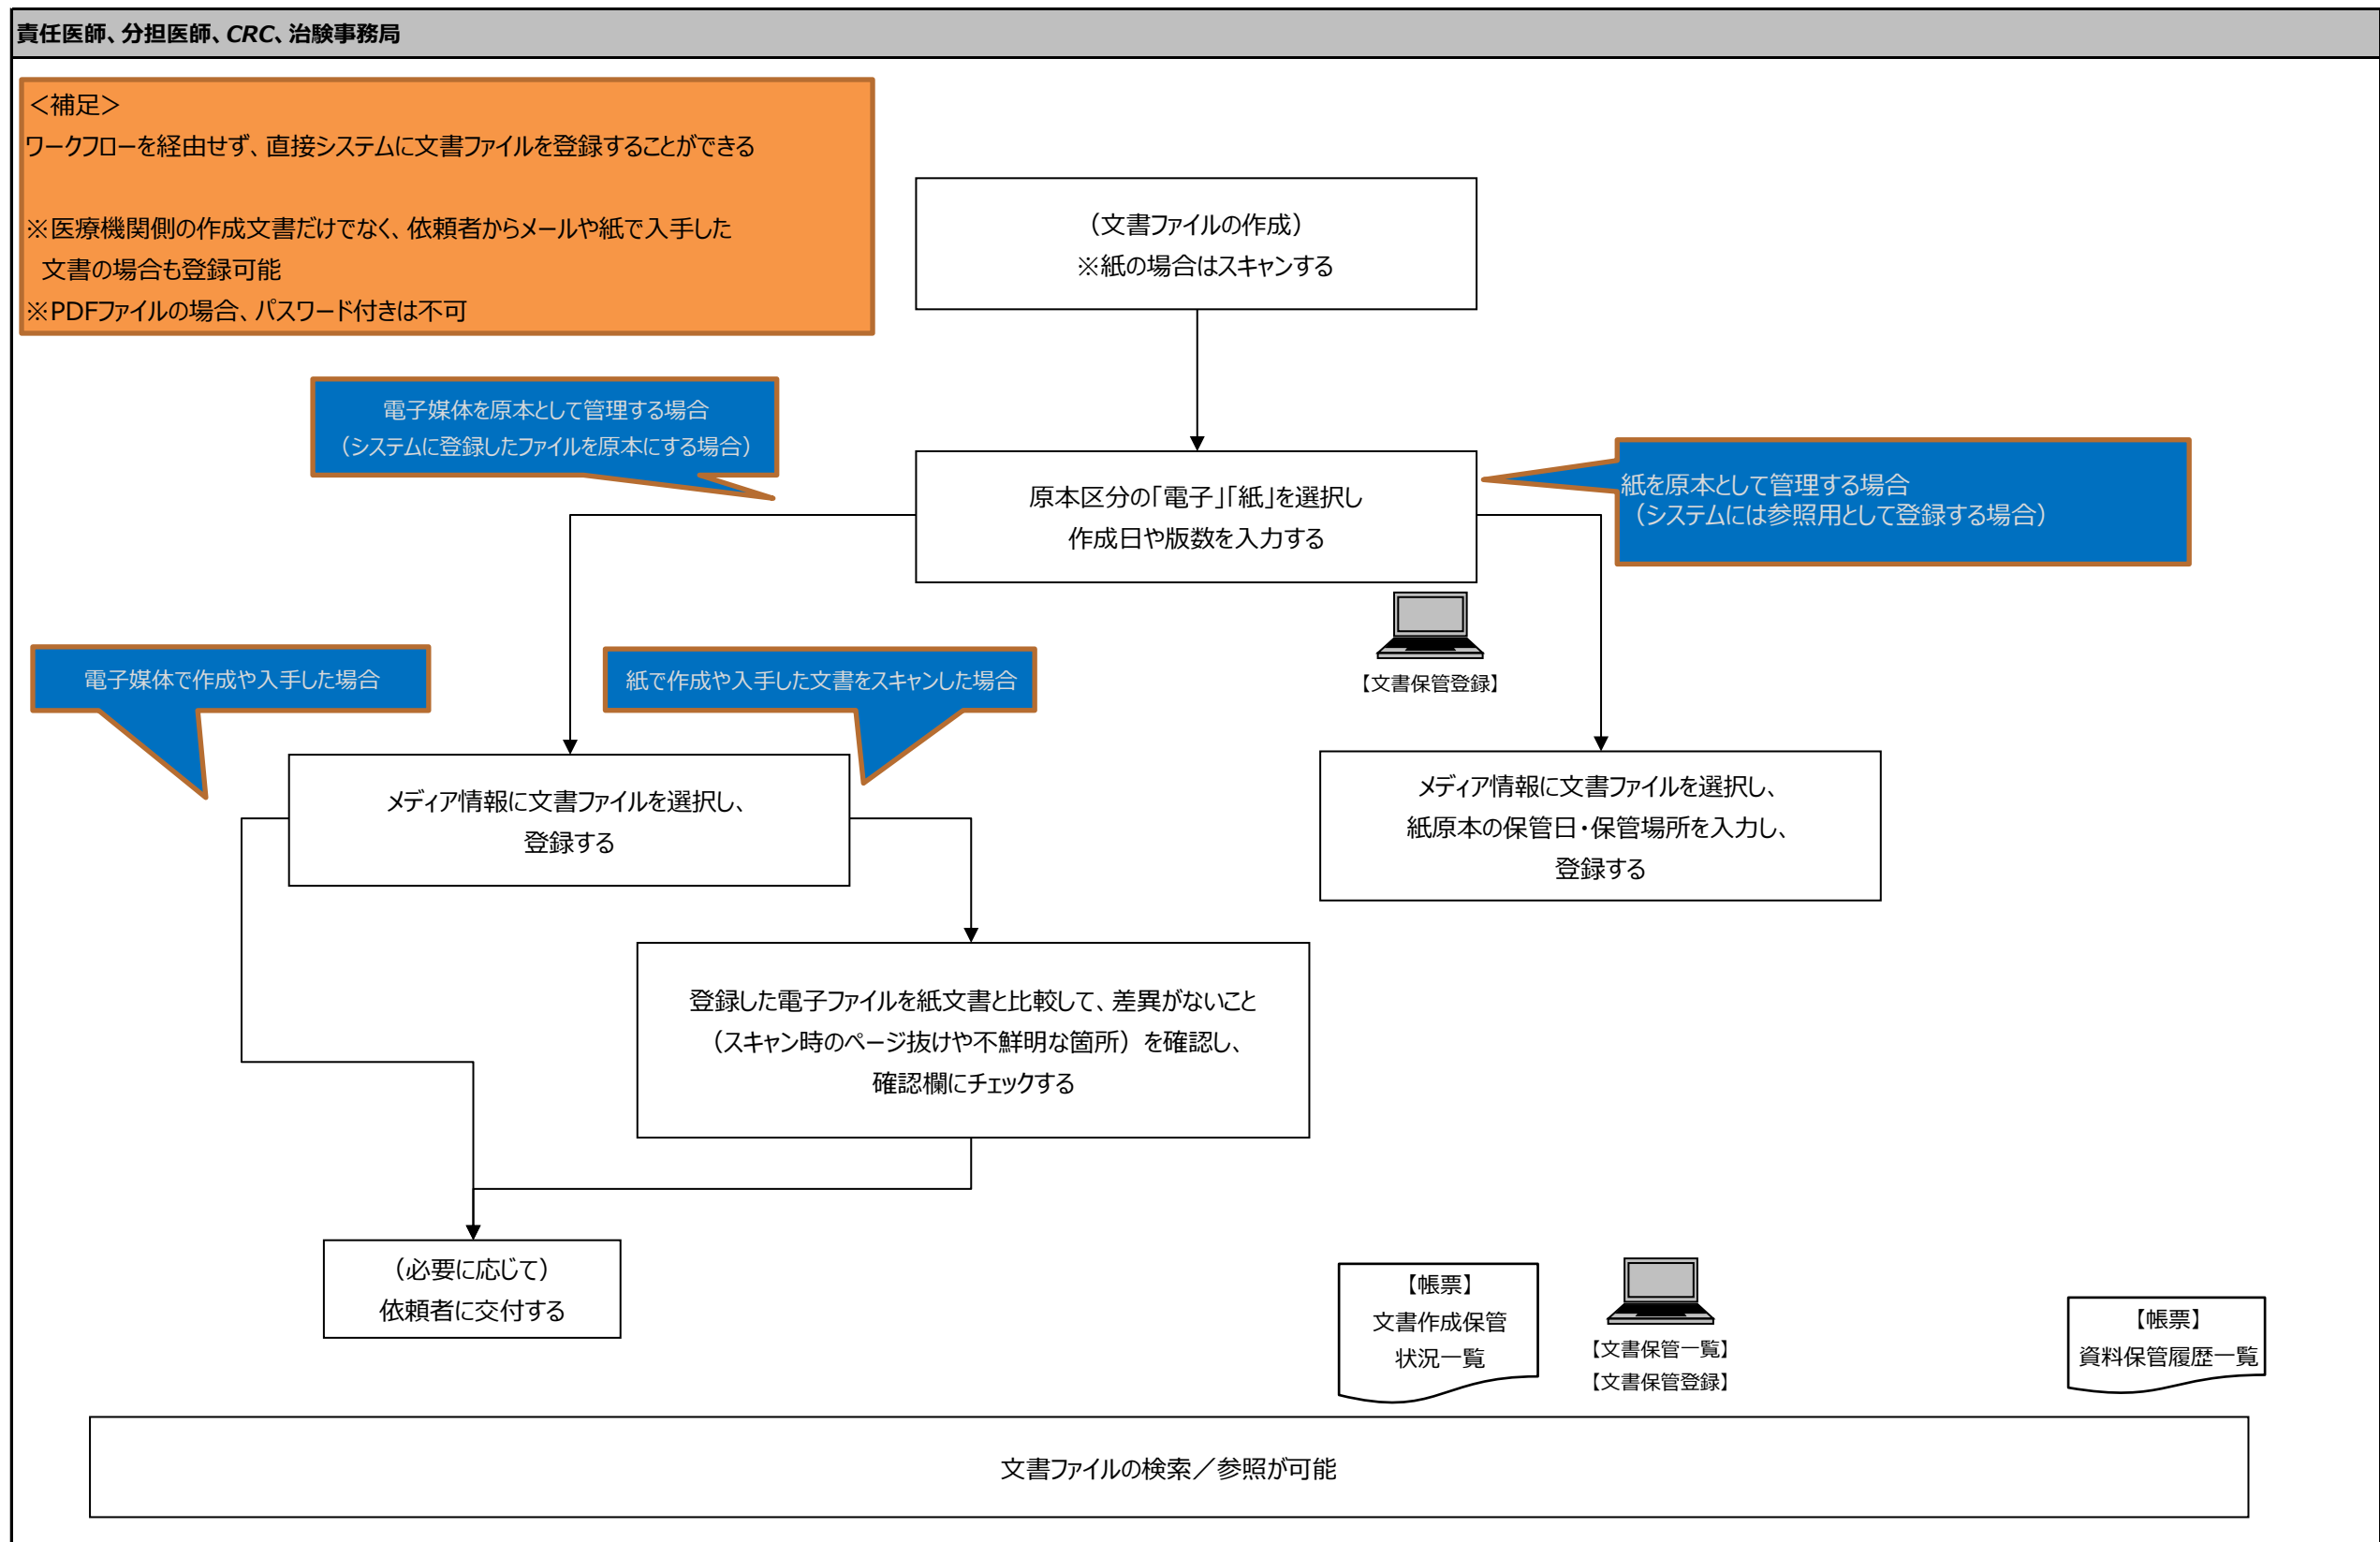 責任医師、分担医師、CRC、治験事務局
＜補足＞
ワークフローを経由せず、直接システムに文書ファイルを登録することができる
※医療機関側の作成文書だけでなく、依頼者からメールや紙で入手した
文書の場合も登録可能
※PDFファイルの場合、パスワード付きは不可
（文書ファイルの作成）
※紙の場合はスキャンする
電子媒体を原本として管理する場合
（システムに登録したファイルを原本にする場合）
原本区分の「電子」「紙」を選択し
作成日や版数を入力する
紙を原本として管理する場合
（システムには参照用として登録する場合）
【文書保管登録】
電子媒体で作成や入手した場合
紙で作成や入手した文書をスキャンした場合
メディア情報に文書ファイルを選択し、
登録する
メディア情報に文書ファイルを選択し、
紙原本の保管日・保管場所を入力し、
登録する
登録した電子ファイルを紙文書と比較して、差異がないこと
（スキャン時のページ抜けや不鮮明な箇所）を確認し、
確認欄にチェックする
（必要に応じて）
依頼者に交付する
【帳票】
文書作成保管
状況一覧
【文書保管一覧】
【文書保管登録】
【帳票】
資料保管履歴一覧
文書ファイルの検索／参照が可能